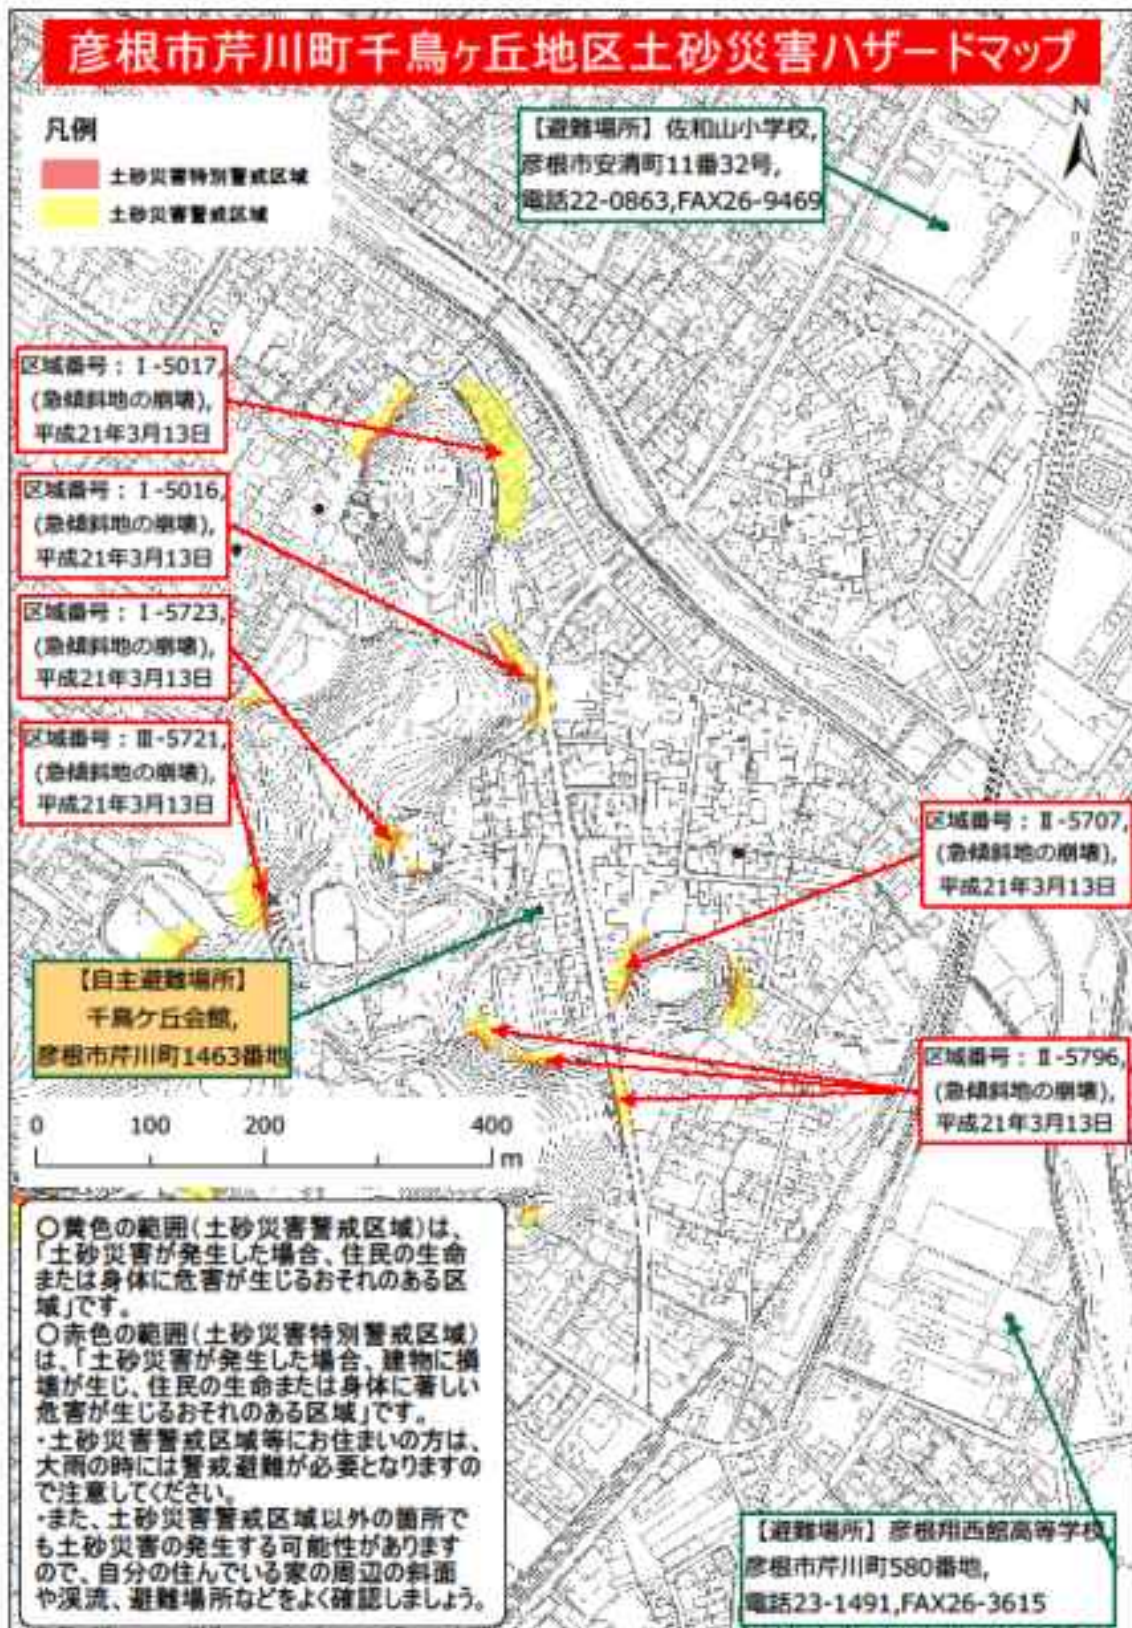 彦根市芹川町千鳥ヶ丘地区土砂災害ハザードマップ
凡例
土砂災害特別警戒区域
土砂災害警戒区域
【避難場所】佐和山小学校,
彦根市安清町11番32号,
電話22-0863,FAX26-9469
N
区域番号：Ⅰ-5017,
(急傾斜地の崩壊),
平成21年3月13日
区域番号：Ⅰ-5016,
(急傾斜地の崩壊),
平成21年3月13日
区域番号：Ⅰ-5723,
(急傾斜地の崩壊),
平成21年3月13日
区域番号：Ⅲ-5721,
(急傾斜地の崩壊),
平成21年3月13日
区域番号：Ⅱ-5707,
(急傾斜地の崩壊),
平成21年3月13日
【自主避難場所】
千鳥ケ丘会館,
彦根市芹川町1463番地
区域番号：Ⅱ-5796,
(急傾斜地の崩壊),
平成21年3月13日
0 100 200 400
m
○黄色の範囲(土砂災害警戒区域)は、
「土砂災害が発生した場合、住民の生命
または身体に危害が生じるおそれのある区
域」です。
○赤色の範囲(土砂災害特別警戒区域)
は、「土砂災害が発生した場合、建物に損
壊が生じ、住民の生命または身体に著しい
危害が生じるおそれのある区域」です。
・土砂災害警戒区域等にお住まいの方は、
大雨の時には警戒避難が必要となりますの
で注意してください。
・また、土砂災害警戒区域以外の箇所で
も土砂災害の発生する可能性があります
ので、自分の住んでいる家の周辺の斜面
や渓流、避難場所などをよく確認しましょう。
【避難場所】彦根翔西館高等学校
彦根市芹川町580番地,
電話23-1491,FAX26-3615